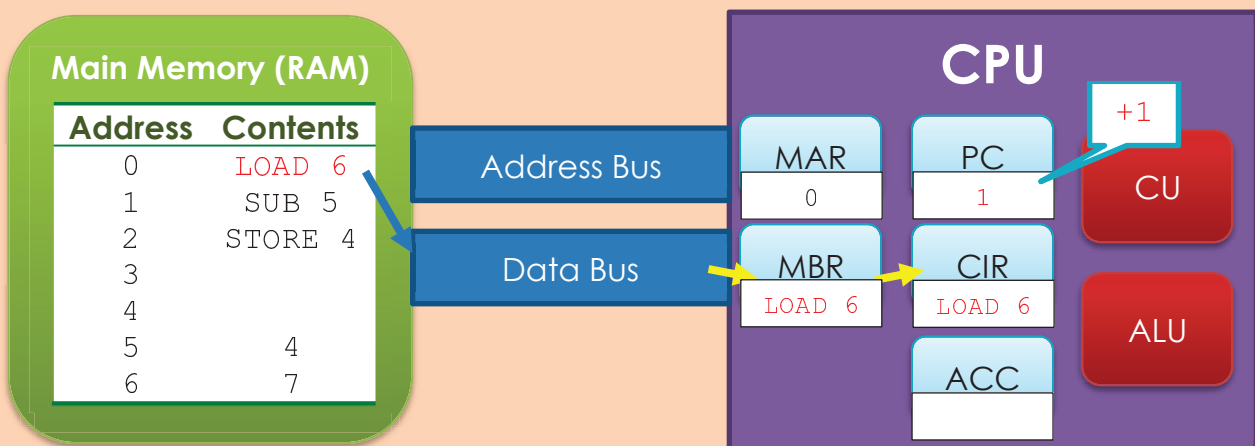 Main Memory (RAM)
Address Contents
0 LOAD 6
1 SUB 5
2 STORE 4
3
4
5 4
6 7
Address Bus
Data Bus
CPU
+1
MAR
0
PC
1
CU
MBR
LOAD 6
CIR
LOAD 6
ALU
ACC